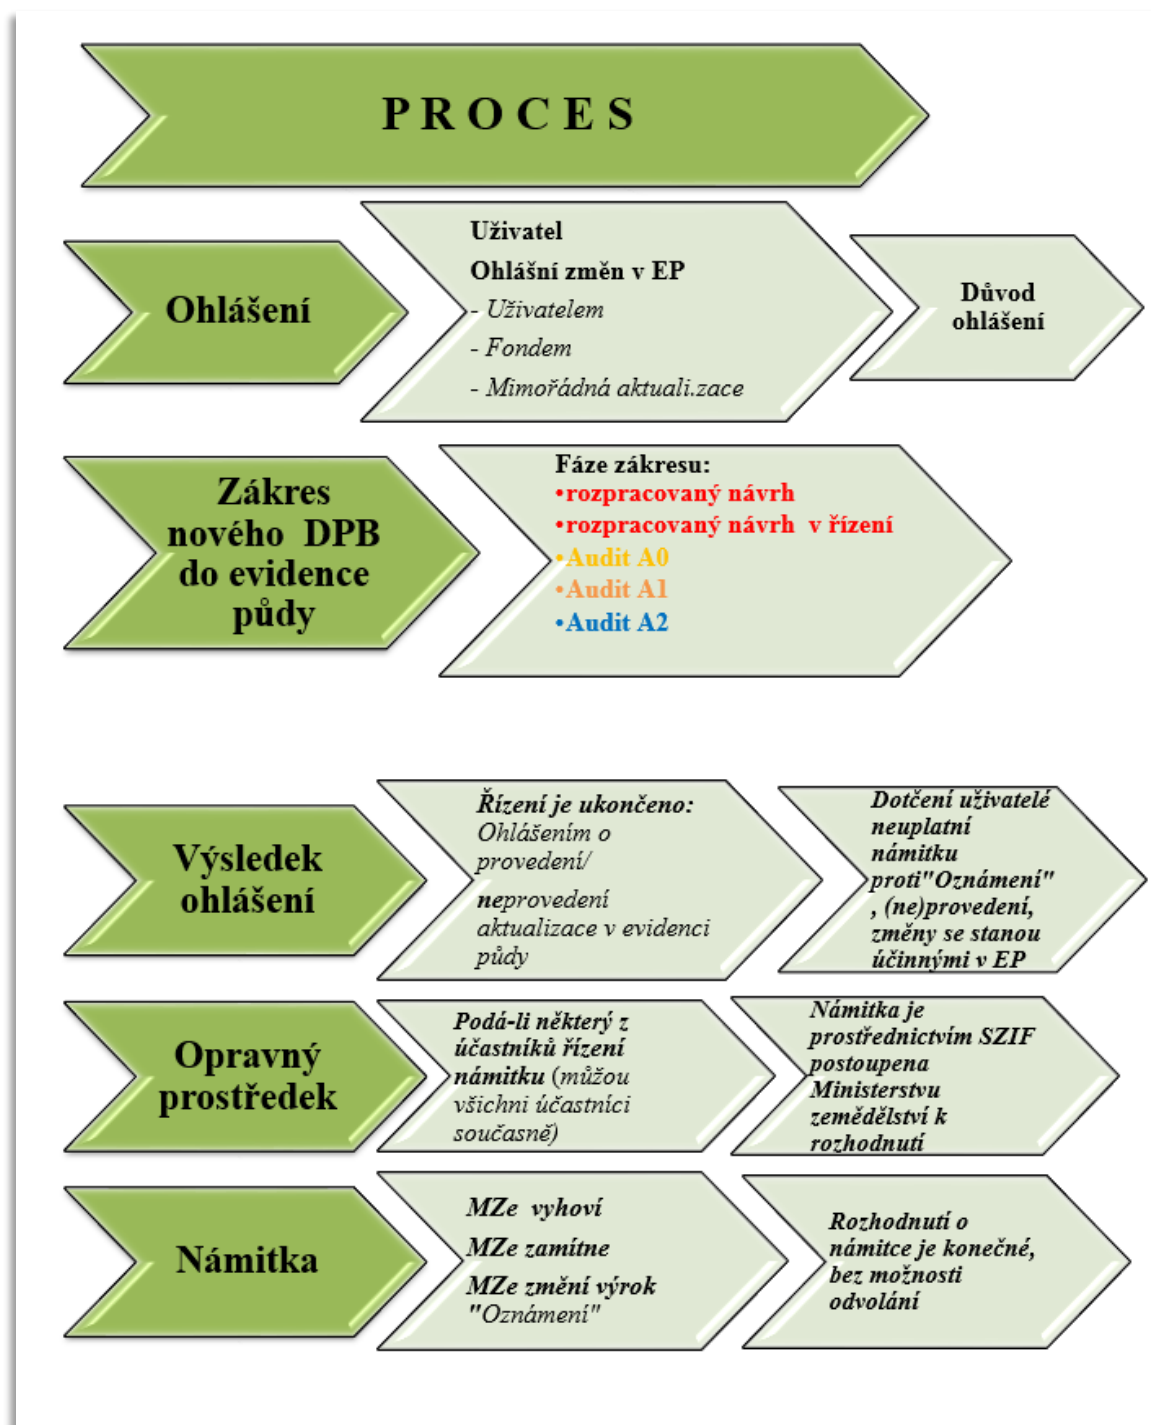 P R O C E S
Ohlášení
Uživatel
Ohlášní změn v EP
- Uživatelem
- Fondem
- Mimořádná aktuali.zace
Důvod
ohlášení
Zákres
nového  DPB
do evidence
půdy
Fáze zákresu:
•rozpracovaný návrh
•rozpracovaný návrh  v řízení
•Audit A0
•Audit A1
•Audit A2
Výsledek
ohlášení
Řízení je ukončeno:
Ohlášením o
provedení/
neprovedení
aktualizace v evidenci
půdy
Dotčení uživatelé
neuplatní
námitku
proti"Oznámení"
, (ne)provedení,
změny se stanou
účinnými v EP
Opravný
prostředek
Podá-li některý z
účastníků řízení
námitku (můžou
všichni účastníci
současně)
Námitka je
prostřednictvím SZIF
postoupena
Ministerstvu
zemědělství k
rozhodnutí
Námitka
MZe  vyhoví
MZe zamítne
MZe změní výrok
"Oznámení"
Rozhodnutí o
námitce je konečné,
bez možnosti
odvolání